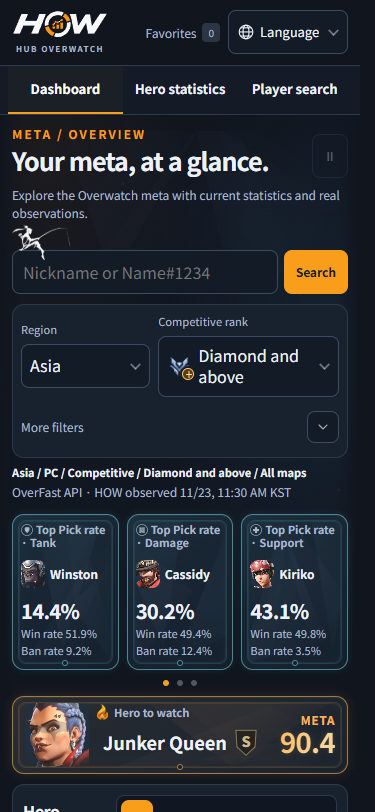 HOW
HUB OVERWATCH
Favorites 0
Language
Dashboard Hero statistics Player search
META / OVERVIEW
Your meta, at a glance.
Explore the Overwatch meta with current statistics and real
observations.
Nickname or Name#1234 Search
Region
Asia
Competitive rank
Diamond and
above
More filters
Asia / PC / Competitive / Diamond and above / All maps
OverFast API · HOW observed 11/23, 11:30 AM KST
Top Pick rate
· Tank
Winston
14.4%
Win rate 51.9%
Ban rate 9.2%
Top Pick rate
· Damage
Cassidy
30.2%
Win rate 49.4%
Ban rate 12.4%
Top Pick rate
· Support
Kiriko
43.1%
Win rate 49.8%
Ban rate 3.5%
Hero to watch
Junker Queen S
META
90.4